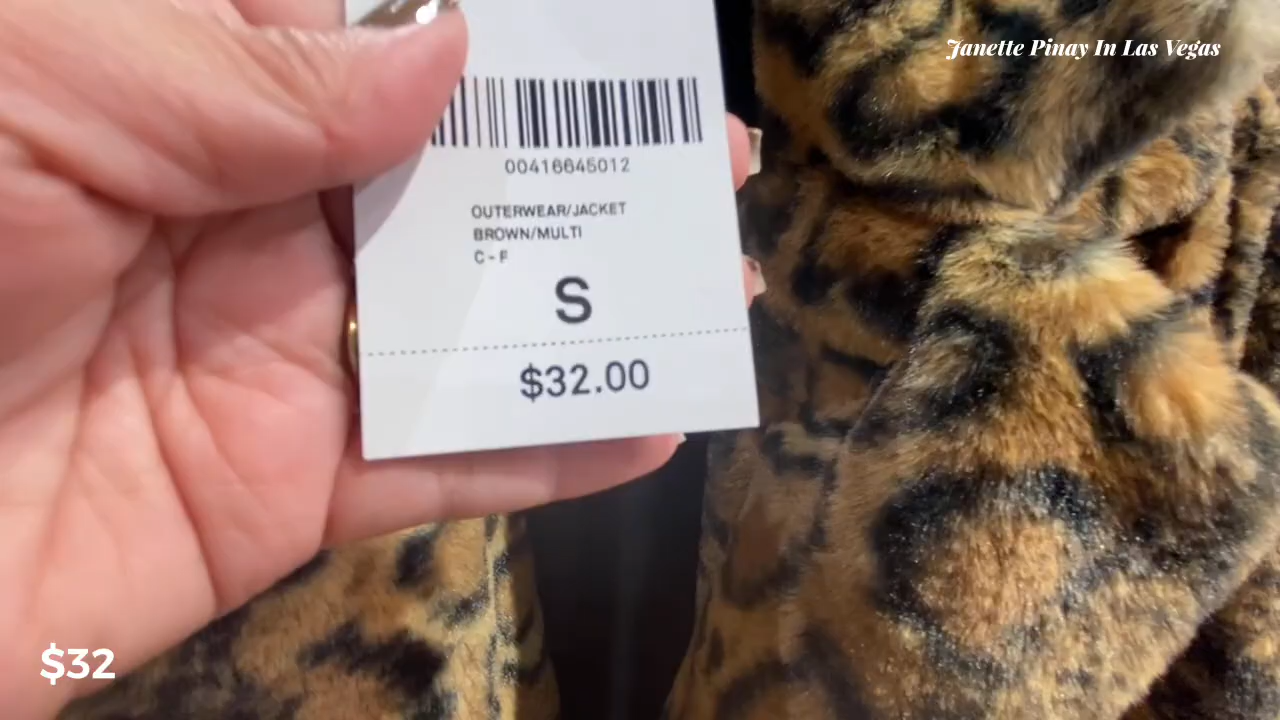 Janette Pinay In Las Vegas
00416645012
OUTERWEAR/JACKET
BROWN/MULTI
C - F
S
$32.00
$32